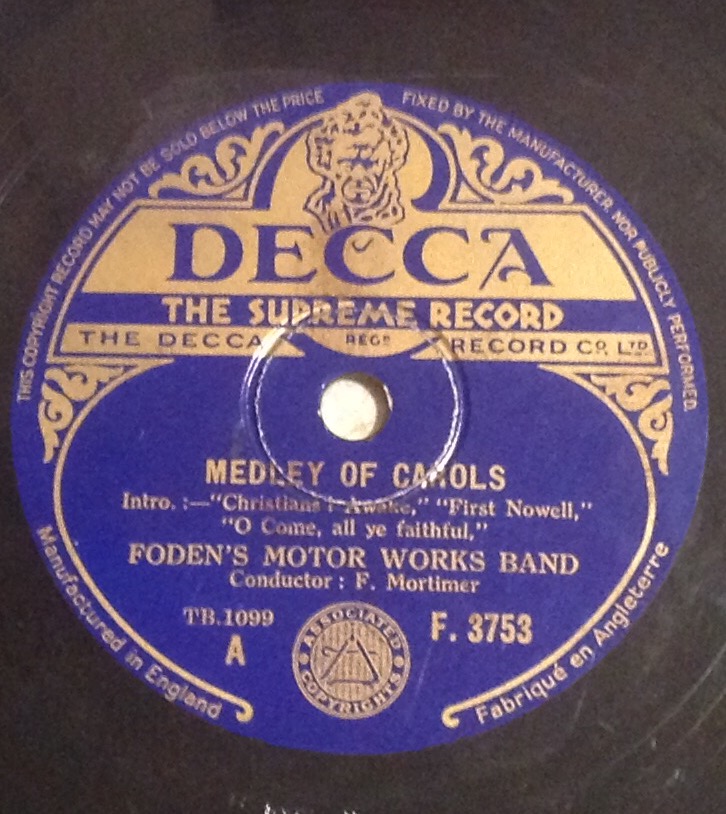 THIS COPYRIGHT RECORD MAY NOT BE SOLD BELOW THE PRICE FIXED BY THE MANUFACTURER, NOR PUBLICLY PERFORMED.
DECCA
THE SUPREME RECORD
THE DECCA REGD RECORD CO. LTD.
MEDLEY OF CAROLS
Intro. :—"Christians ! Awake," "First Nowell,"
"O Come, all ye faithful,"
FODEN'S MOTOR WORKS BAND
Conductor : F. Mortimer
TB.1099
A
F. 3753
ASSOCIATED
COPYRIGHTS
Manufactured in England
Fabriqué en Angleterre